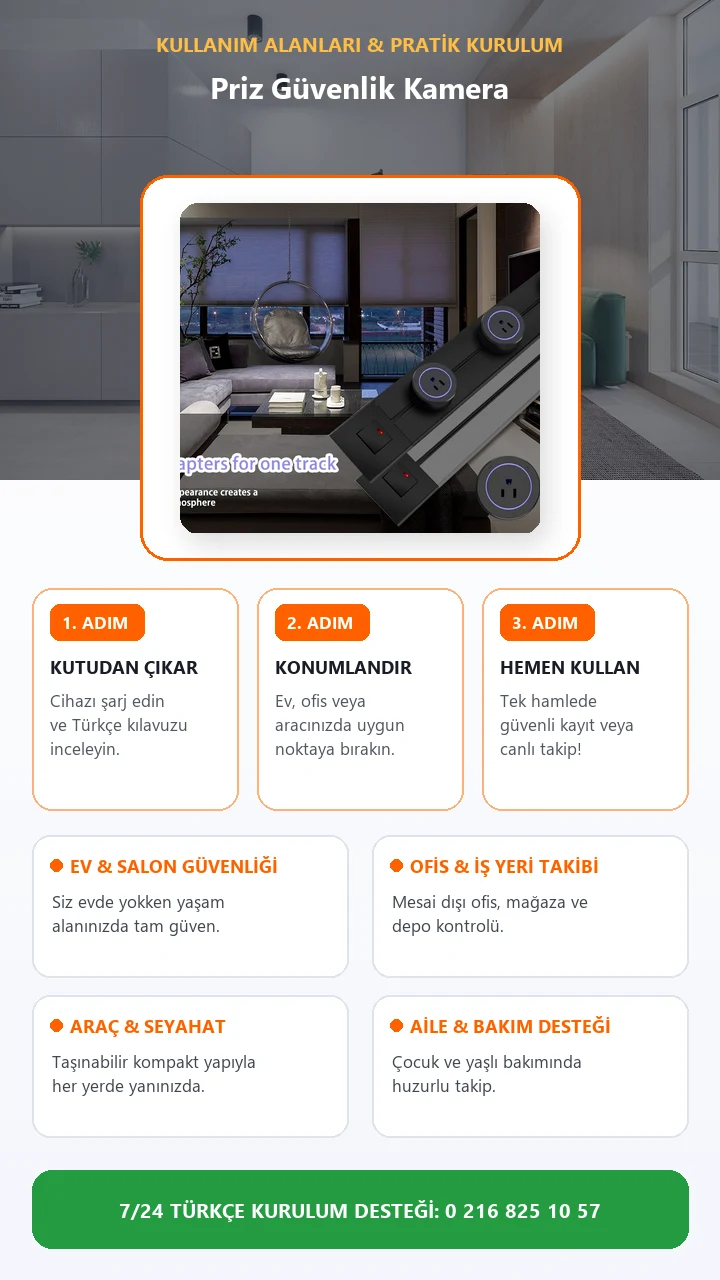 KULLANIM ALANLARI & PRATİK KURULUM
Priz Güvenlik Kamera
apters for one track
pearance creates a
osphere
1. ADIM
KUTUDAN ÇIKAR
Cihazı şarj edin
ve Türkçe kılavuzu
inceleyin.
2. ADIM
KONUMLANDIR
Ev, ofis veya
aracınızda uygun
noktaya bırakın.
3. ADIM
HEMEN KULLAN
Tek hamlede
güvenli kayıt veya
canlı takip!
EV & SALON GÜVENLİĞİ
Siz evde yokken yaşam
alanınızda tam güven.
OFİS & İŞ YERİ TAKİBİ
Mesai dışı ofis, mağaza ve
depo kontrolü.
ARAÇ & SEYAHAT
Taşınabilir kompakt yapıyla
her yerde yanınızda.
AİLE & BAKIM DESTEĞİ
Çocuk ve yaşlı bakımında
huzurlu takip.
7/24 TÜRKÇE KURULUM DESTEĞİ: 0 216 825 10 57